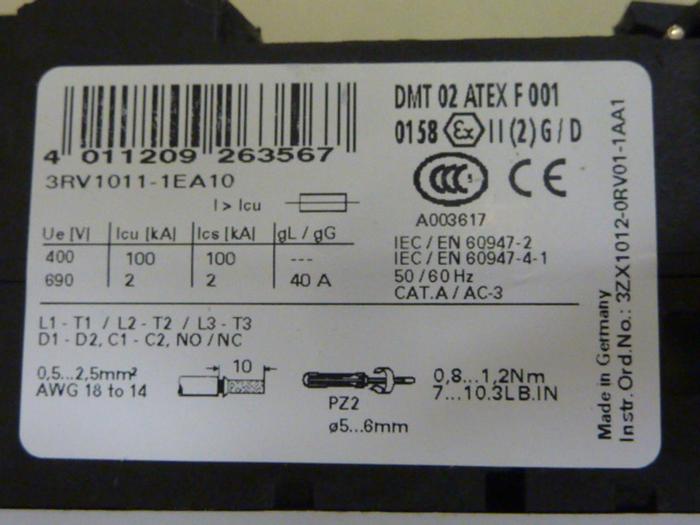 4 011209 263567
3RV1011-1EA10
I > Icu
Ue [V] Icu [kA] Ics [kA] gL / gG
400 100 100 ---
690 2 2 40 A
DMT 02 ATEX F 001
0158 Ex II (2) G / D
CCC S CE
A003617
IEC / EN 60947-2
IEC / EN 60947-4-1
50 / 60 Hz
CAT.A / AC-3
L1 - T1 / L2 - T2 / L3 - T3
D1 - D2, C1 - C2, NO / NC
0,5...2,5mm²
AWG 18 to 14
10
PZ2
ø5...6mm
0,8...1,2Nm
7...10.3LB.IN
Made in Germany
Instr. Ord.No.: 3ZX1012-0RV01-1AA1